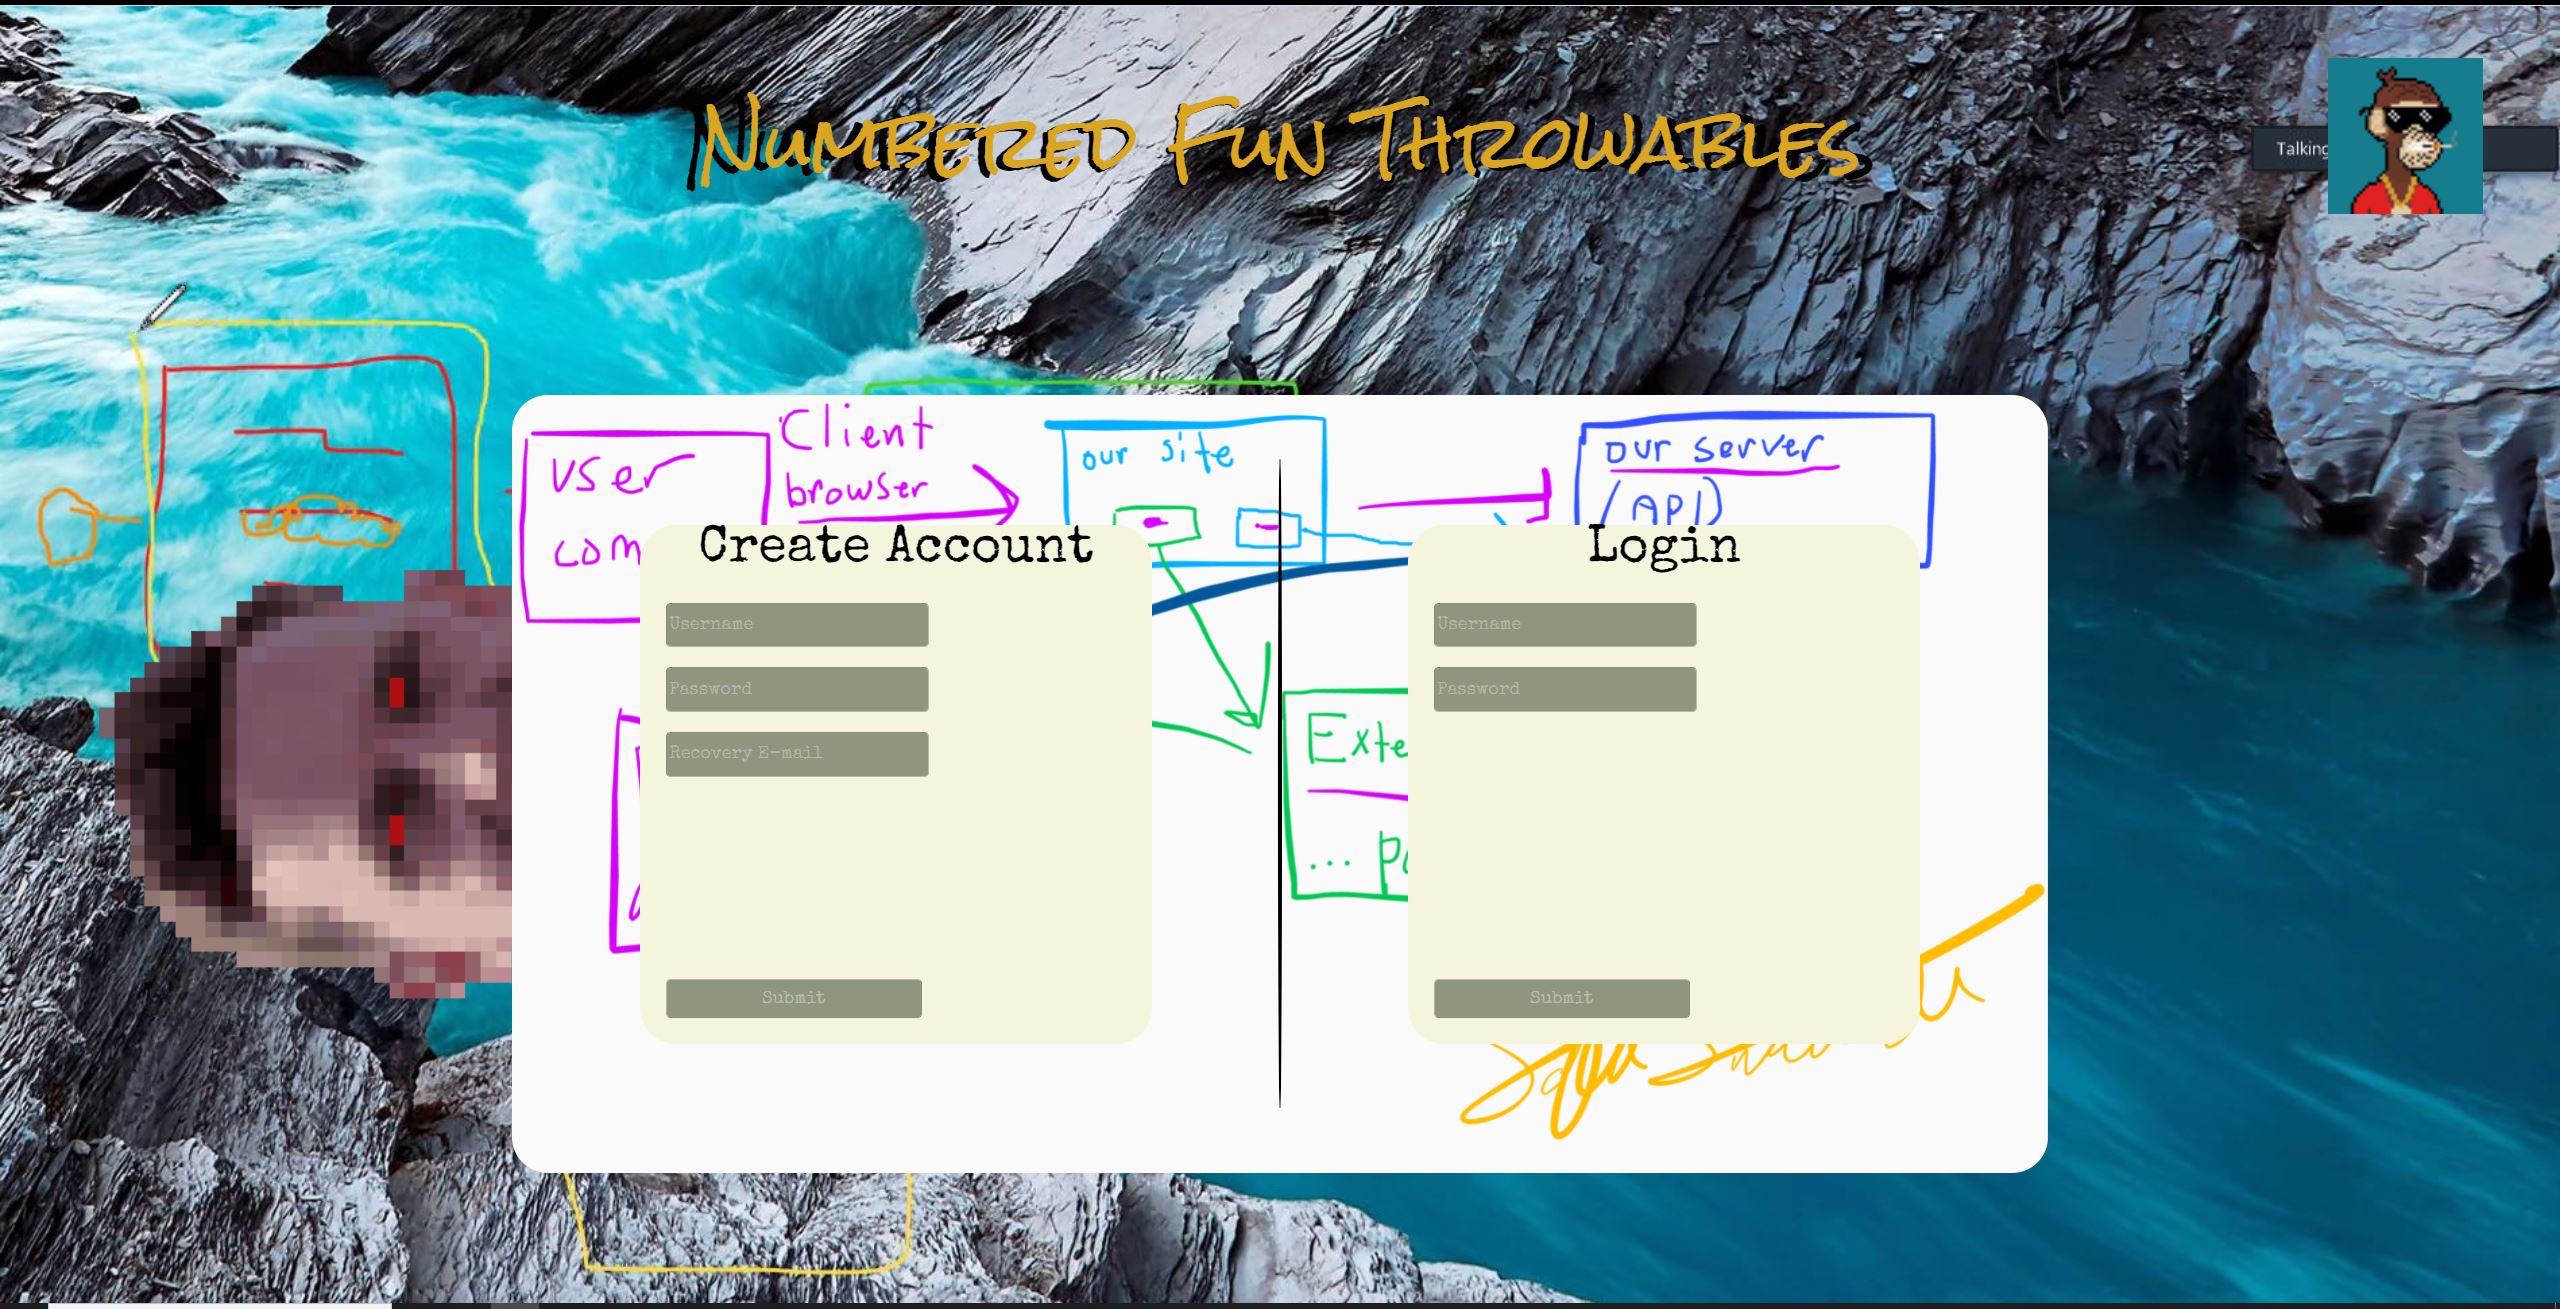 Numbered Fun Throwables
Talking
Client
browser
user
com
our site
our server
(API)
Create Account
Login
Username
Username
Password
Password
Recovery E-mail
Exte
...
Submit
Submit